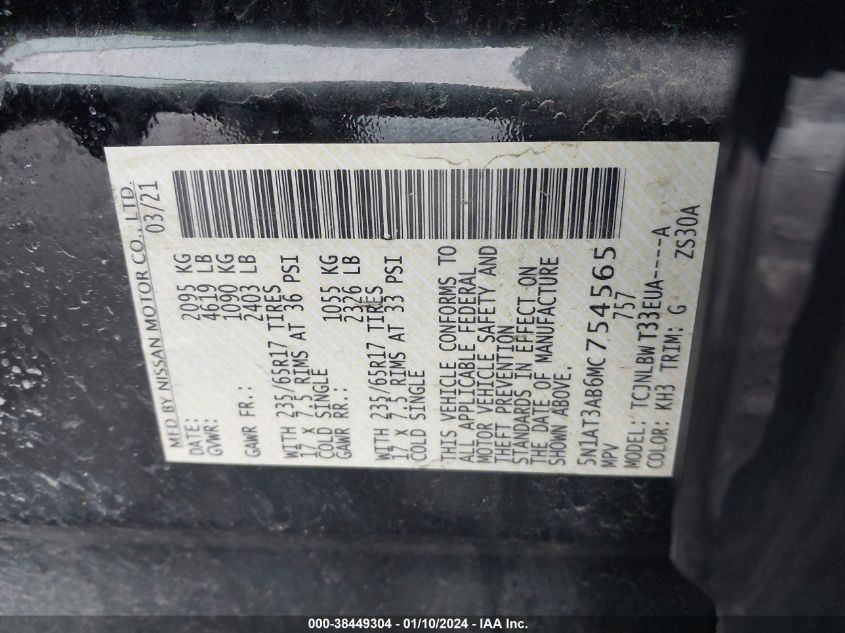 MFD BY NISSAN MOTOR CO., LTD.
DATE: 03/21
GVWR: 2095 KG
4619 LB
GAWR FR.: 1090 KG
2403 LB
WITH 235/65R17 TIRES
17 X 7.5 RIMS AT 36 PSI
COLD SINGLE
GAWR RR.: 1055 KG
2326 LB
WITH 235/65R17 TIRES
17 X 7.5 RIMS AT 33 PSI
COLD SINGLE
THIS VEHICLE CONFORMS TO
ALL APPLICABLE FEDERAL
MOTOR VEHICLE SAFETY AND
THEFT PREVENTION
STANDARDS IN EFFECT ON
THE DATE OF MANUFACTURE
SHOWN ABOVE.
5N1AT3AB6MC754565
MPV 757
MODEL: TCJNLBW T33EUA----A
COLOR: KH3 TRIM: G ZS30A
000-38449304 - 01/10/2024 - IAA Inc.